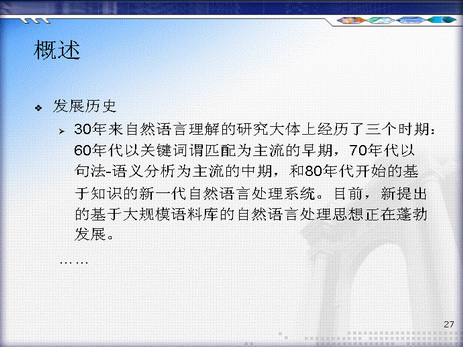 概述
❖ 发展历史
➢ 30年来自然语言理解的研究大体上经历了三个时期：
60年代以关键词谓匹配为主流的早期，70年代以
句法-语义分析为主流的中期，和80年代开始的基
于知识的新一代自然语言处理系统。目前，新提出
的基于大规模语料库的自然语言处理思想正在蓬勃
发展。
……
27